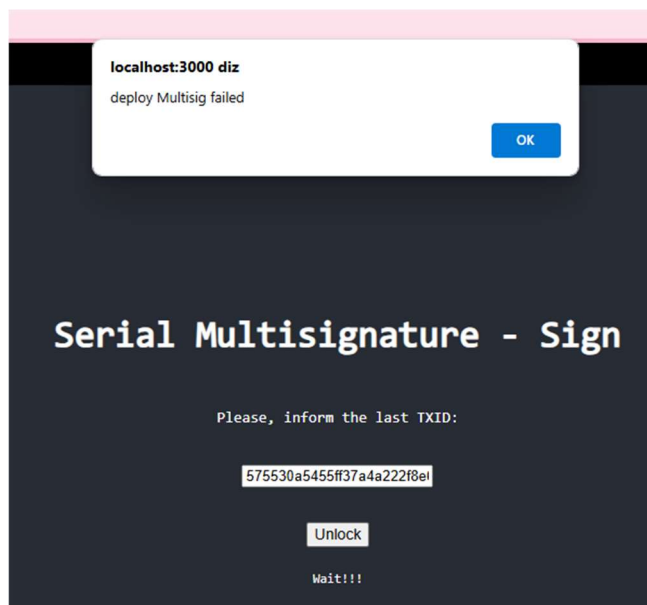 localhost:3000 diz
deploy Multisig failed
OK
Serial Multisignature - Sign
Please, inform the last TXID:
575530a5455ff37a4a222f8e
Unlock
Wait!!!